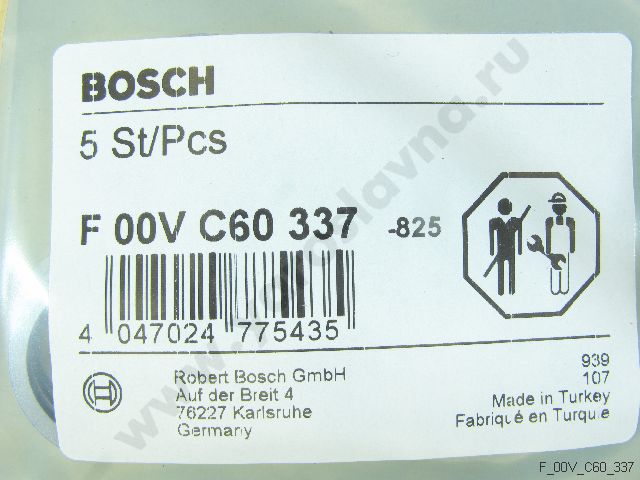 BOSCH
5 St/Pcs
F 00V C60 337 -825
4 047024 775435
Robert Bosch GmbH
Auf der Breit 4
76227 Karlsruhe
Germany
939
107
Made in Turkey
Fabriqué en Turquie
F_00V_C60_337